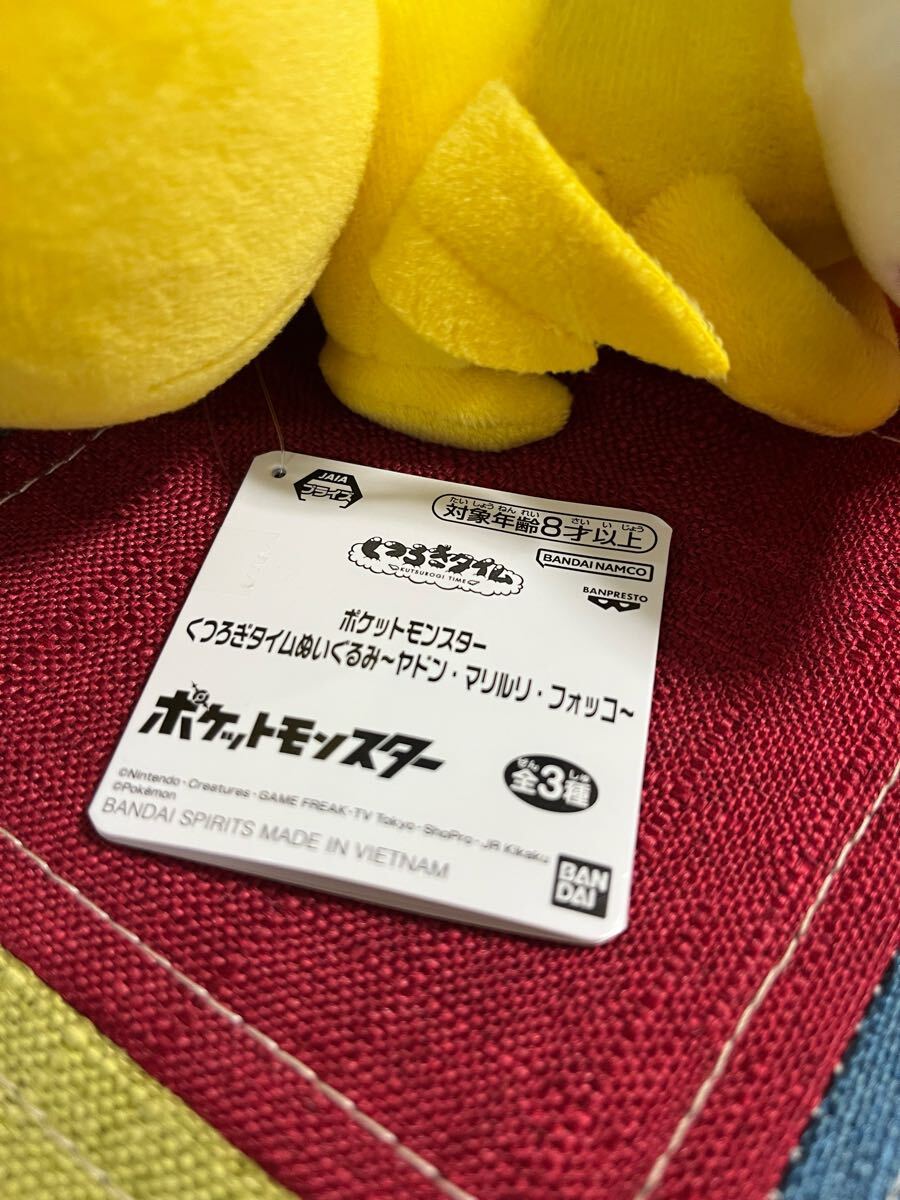 JAIA
プライズ
たいしょうねんれい さいいじょう
対象年齢8才以上
くつろぎタイム
KUTSUROGI TIME
BANDAI NAMCO
BANPRESTO
ポケットモンスター
くつろぎタイムぬいぐるみ~ヤドン・マリルリ・フォッコ~
ポケットモンスター
ぜん しゅ
全3種
©Nintendo・Creatures・GAME FREAK・TV Tokyo・ShoPro・JR Kikaku
©Pokémon
BANDAI SPIRITS MADE IN VIETNAM
BAN
DAI